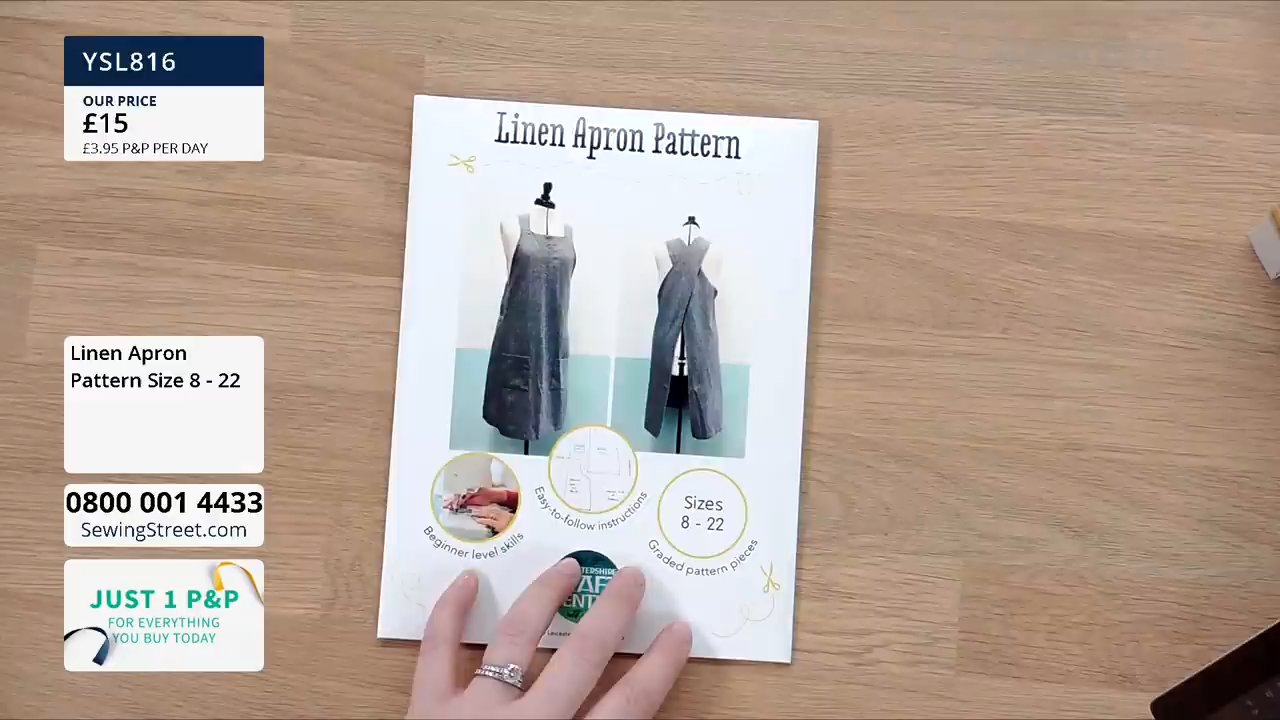 YSL816
OUR PRICE
£15
£3.95 P&P PER DAY
Linen Apron
Pattern Size 8 - 22
0800 001 4433
SewingStreet.com
JUST 1 P&P
FOR EVERYTHING
YOU BUY TODAY
Linen Apron Pattern
Beginner level skills
Easy-to-follow instructions
Sizes
8 - 22
Graded pattern pieces